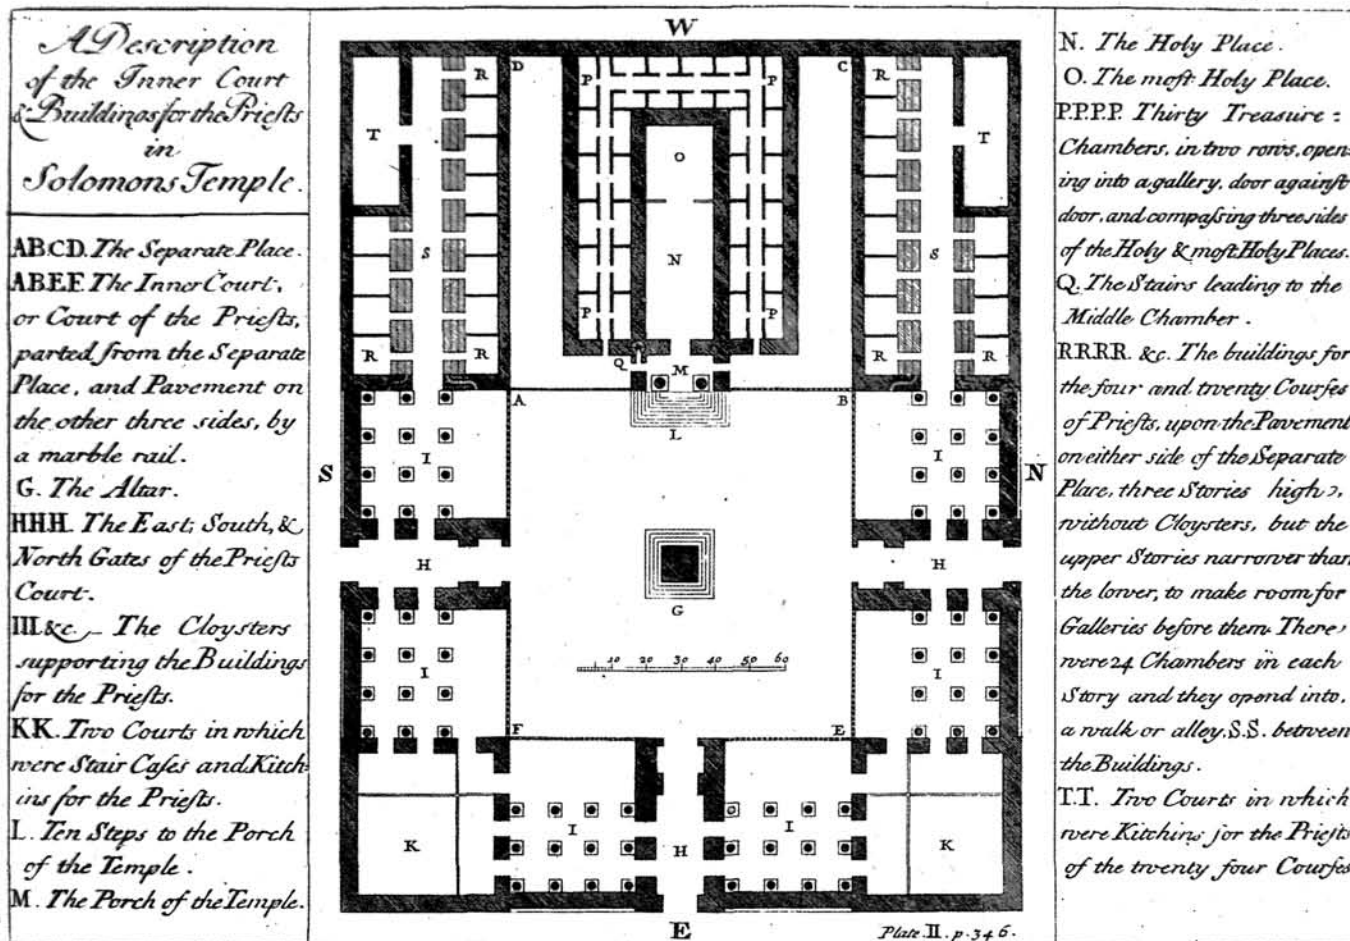 A Description
of the Inner Court
& Buildings for the Priests
in
Solomons Temple.
ABCD. The Separate Place.
ABEF. The Inner Court,
or Court of the Priests,
parted from the Separate
Place, and Pavement on
the other three sides, by
a marble rail.
G. The Altar.
HHH. The East, South, &
North Gates of the Priests
Court.
III.&c. The Cloysters
supporting the Buildings
for the Priests.
KK. Two Courts in which
were Stair Cases and Kitch-
ins for the Priests.
L. Ten Steps to the Porch
of the Temple.
M. The Porch of the Temple.
W
D
C
R
R
P
P
T
T
O
S
N
S
P
P
R
R
R
R
Q
M
A
B
L
I
I
S
N
H
H
G
10 20 30 40 50 60
I
I
F
E
I
I
K
H
K
E
Plate II. p. 346.
N. The Holy Place.
O. The most Holy Place.
P.P.P.P. Thirty Treasure =
Chambers, in two rows, open-
ing into a gallery, door against
door, and compassing three sides
of the Holy & most Holy Places.
Q. The Stairs leading to the
Middle Chamber.
R.R.R.R. &c. The buildings for
the four and twenty Courses
of Priests, upon the Pavement
on either side of the Separate
Place, three Stories high,
without Cloysters, but the
upper Stories narrower than
the lower, to make room for
Galleries before them. There
were 24 Chambers in each
Story and they opend into,
a walk or alley, S.S. between
the Buildings.
T.T. Two Courts in which
were Kitchins for the Priests
of the twenty four Courses